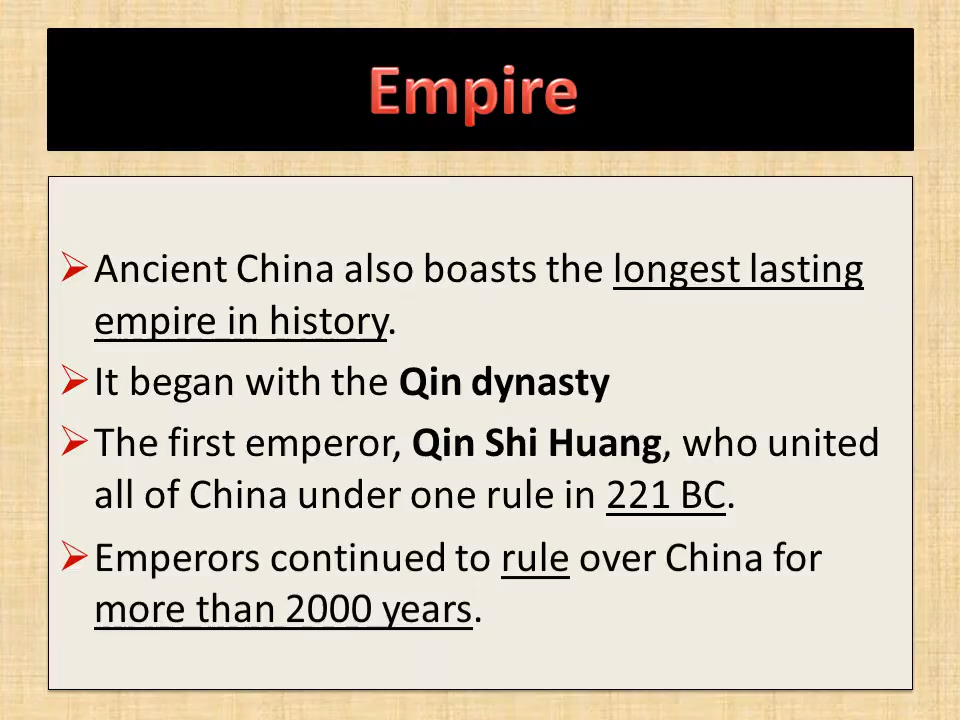 Empire
➢Ancient China also boasts the longest lasting
empire in history.
➢It began with the Qin dynasty
➢The first emperor, Qin Shi Huang, who united
all of China under one rule in 221 BC.
➢Emperors continued to rule over China for
more than 2000 years.